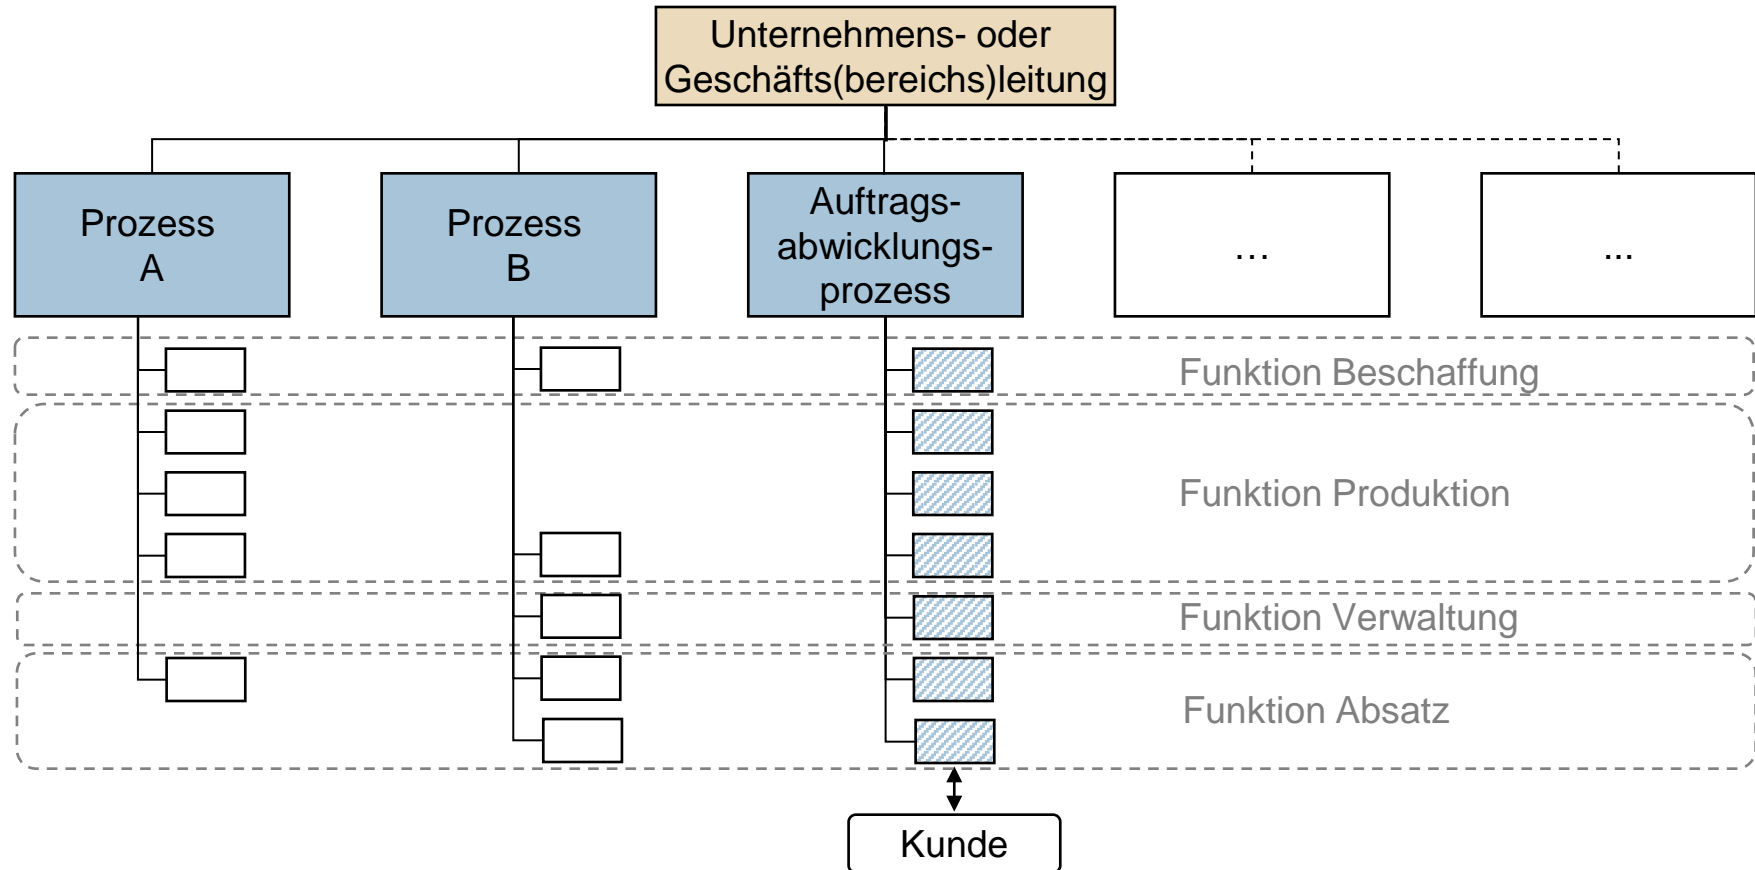 Unternehmens- oder
Geschäfts(bereichs)leitung
Prozess
A
Prozess
B
Auftrags-
abwicklungs-
prozess
…
...
Funktion Beschaffung
Funktion Produktion
Funktion Verwaltung
Funktion Absatz
Kunde